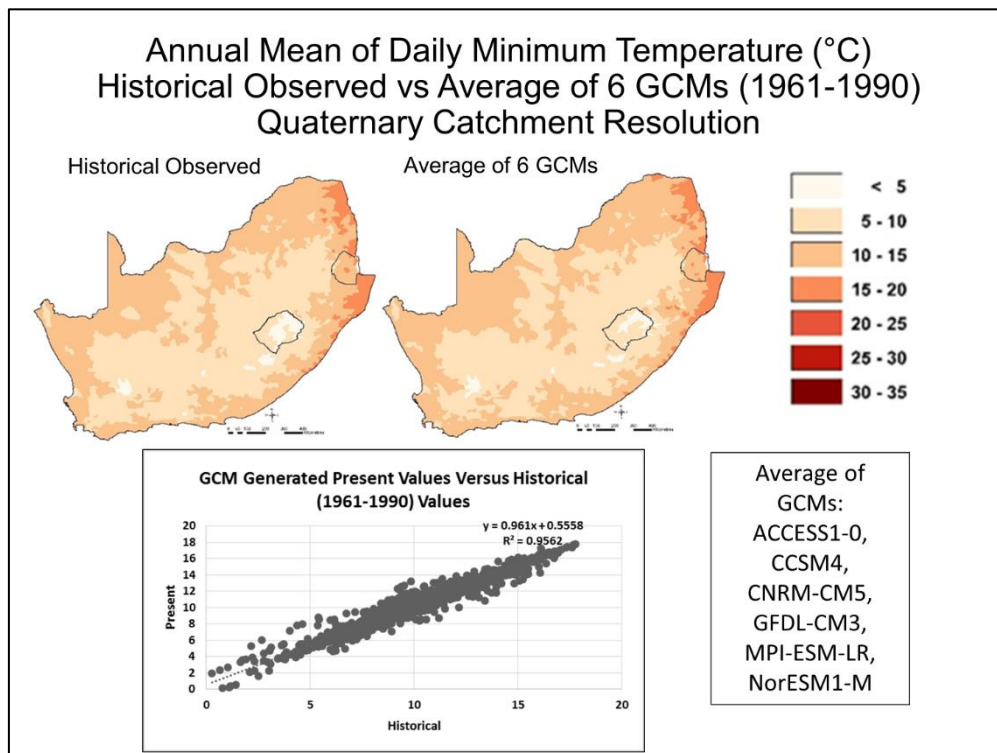 Annual Mean of Daily Minimum Temperature (°C)
Historical Observed vs Average of 6 GCMs (1961-1990)
Quaternary Catchment Resolution
Historical Observed
Average of 6 GCMs
< 5
5 - 10
10 - 15
15 - 20
20 - 25
25 - 30
30 - 35
GCM Generated Present Values Versus Historical
(1961-1990) Values
y = 0.961x + 0.5558
R² = 0.9562
Present
20
18
16
14
12
10
8
6
4
2
0
0 5 10 15 20
Historical
Average of
GCMs:
ACCESS1-0,
CCSM4,
CNRM-CM5,
GFDL-CM3,
MPI-ESM-LR,
NorESM1-M